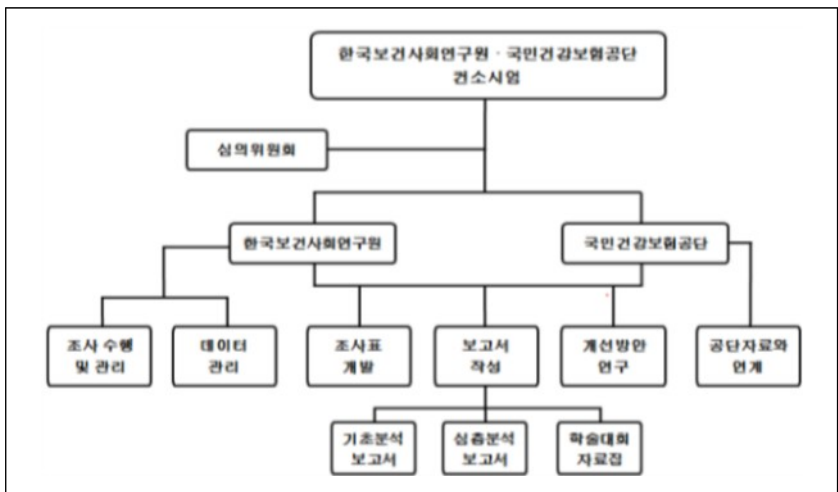 한국보건사회연구원 · 국민건강보험공단
컨소시엄
심의위원회
한국보건사회연구원
국민건강보험공단
조사 수행
및 관리
데이터
관리
조사표
개발
보고서
작성
개선방안
연구
공단자료와
연계
기초분석
보고서
심층분석
보고서
학술대회
자료집